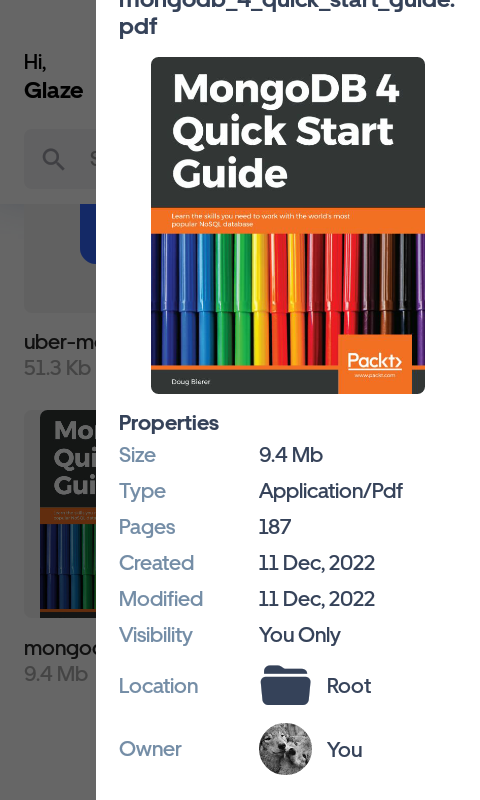 mongodb_4_quick_start_guide.
pdf
Hi,
Glaze
S
MongoDB 4
Quick Start
Guide
Learn the skills you need to work with the world's most
popular NoSQL database
Packt>
www.packt.com
Doug Bierer
uber-m
51.3 Kb
Mo
Qui
Gui
mongod
9.4 Mb
Properties
Size 9.4 Mb
Type Application/Pdf
Pages 187
Created 11 Dec, 2022
Modified 11 Dec, 2022
Visibility You Only
Location Root
Owner You